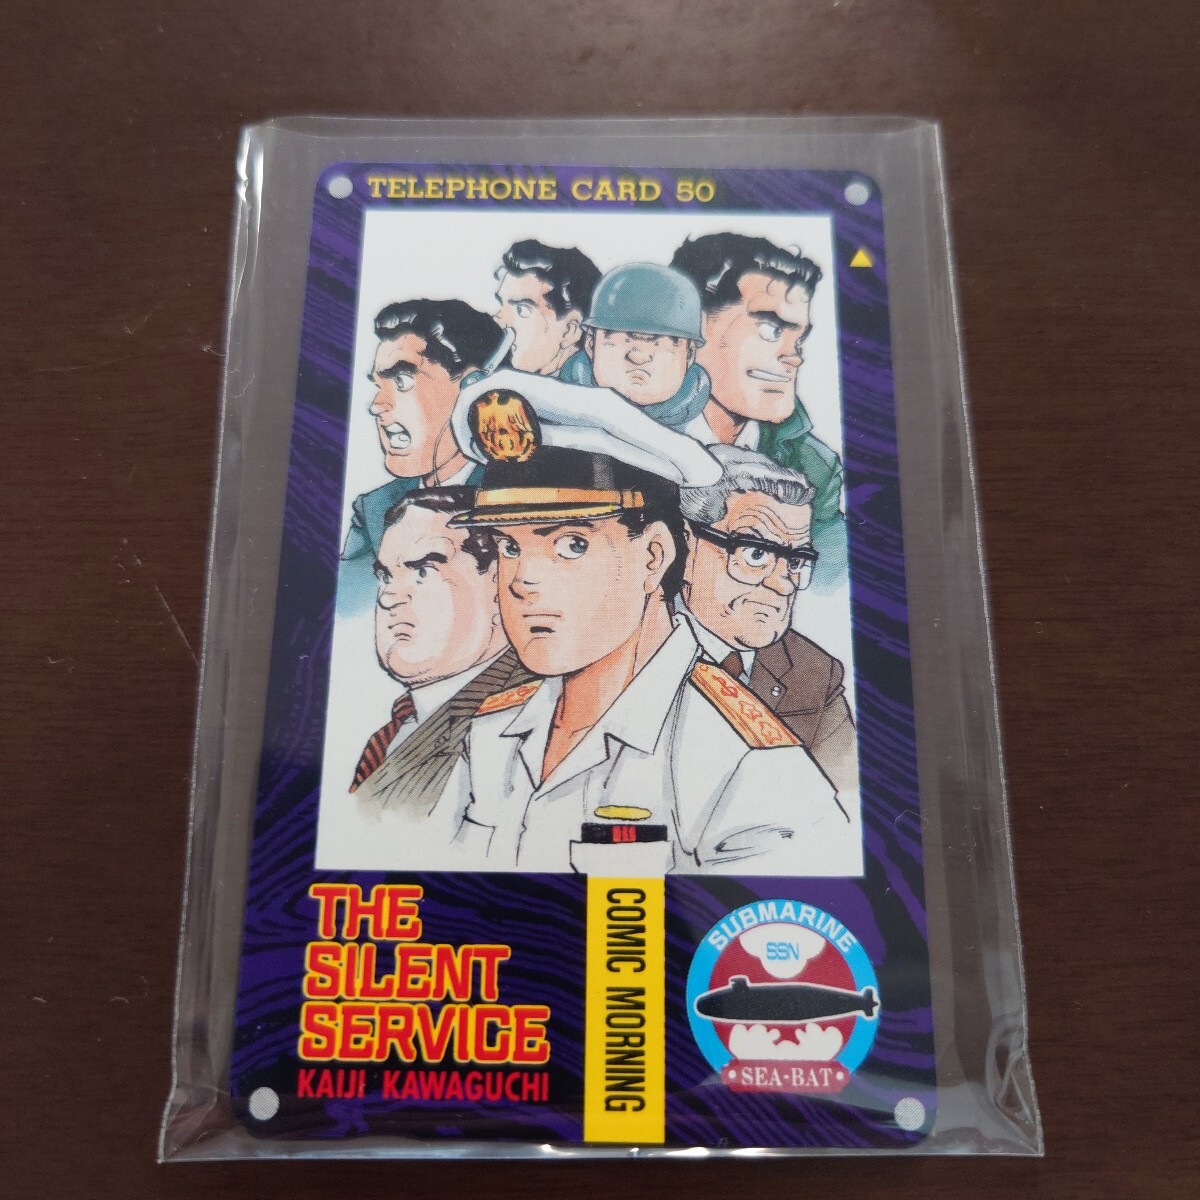 TELEPHONE CARD 50
THE
SILENT
SERVICE
KAIJI KAWAGUCHI
COMIC MORNING
SUBMARINE
SSN
SEA-BAT